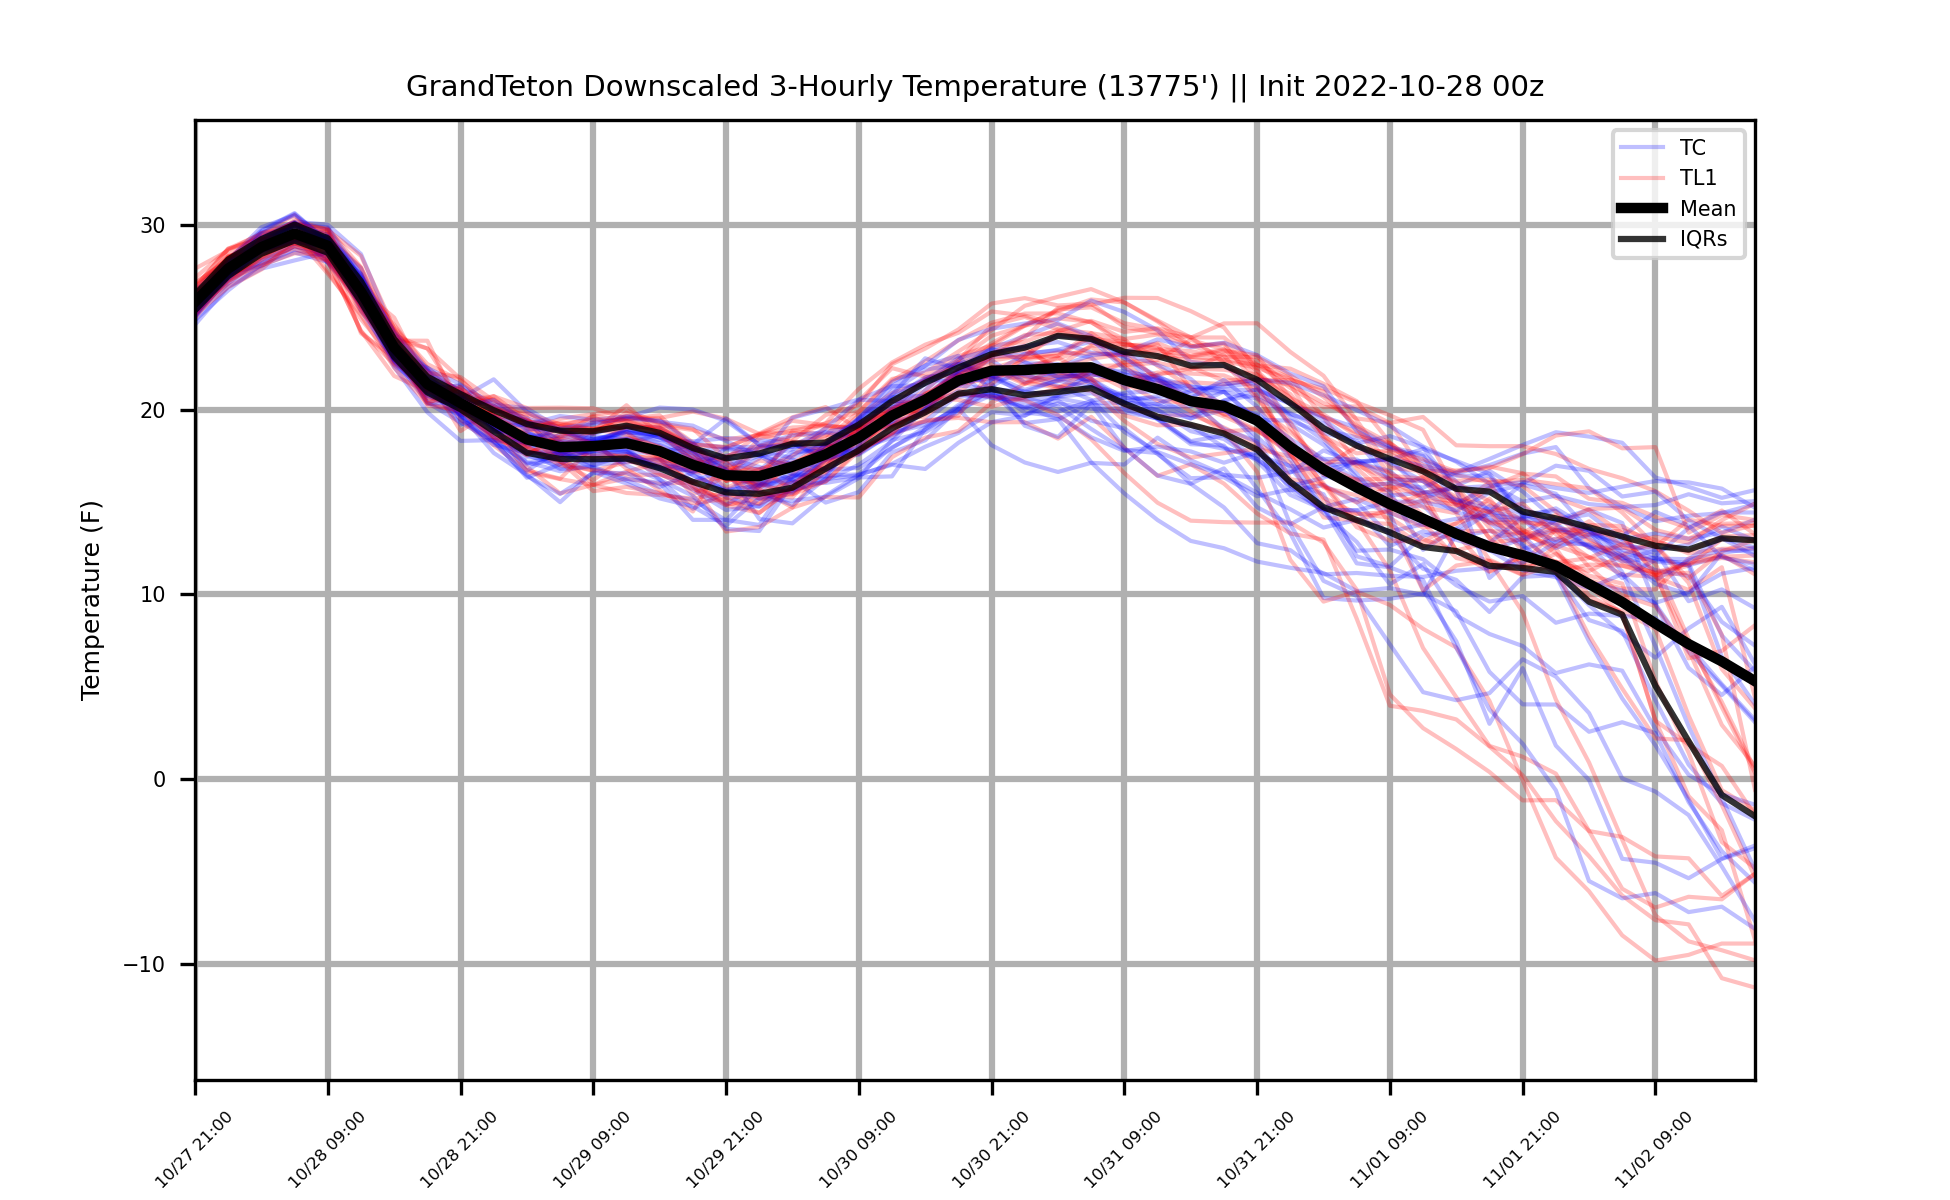 GrandTeton Downscaled 3-Hourly Temperature (13775') || Init 2022-10-28 00z
TC
TL1
Mean
IQRs
Temperature (F)
30
20
10
0
−10
10/27 21:00
10/28 09:00
10/28 21:00
10/29 09:00
10/29 21:00
10/30 09:00
10/30 21:00
10/31 09:00
10/31 21:00
11/01 09:00
11/01 21:00
11/02 09:00